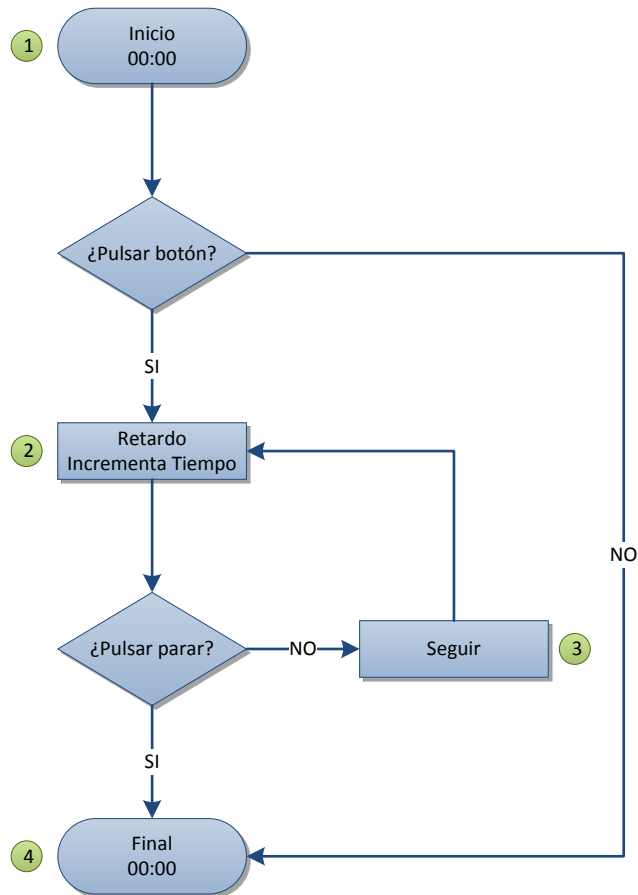 1
Inicio
00:00
¿Pulsar botón?
SI
2
Retardo
Incrementa Tiempo
NO
¿Pulsar parar?
NO
Seguir
3
SI
4
Final
00:00